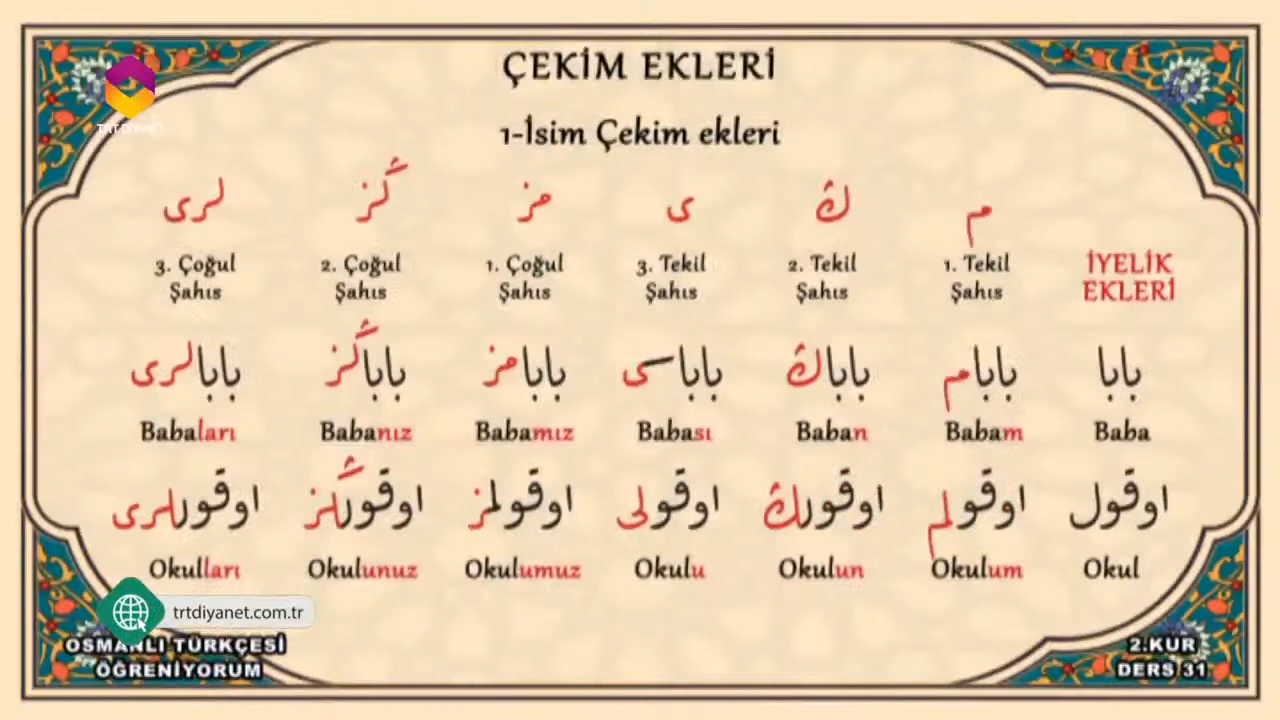 TRT DİYANET
ÇEKİM EKLERİ
1-İsim Çekim ekleri
م ڭ ى مز ڭز لرى
3. Çoğul Şahıs 2. Çoğul Şahıs 1. Çoğul Şahıs 3. Tekil Şahıs 2. Tekil Şahıs 1. Tekil Şahıs İYELİK EKLERİ
بابا بابام باباڭ باباسى بابامز باباڭز بابالرى
Babaları Babanız Babamız Babası Baban Babam Baba
اوقول اوقولم اوقولڭ اوقولى اوقولمز اوقولڭز اوقوللرى
Okulları Okulunuz Okulumuz Okulu Okulun Okulum Okul
trtdiyanet.com.tr
OSMANLI TÜRKÇESİ
ÖĞRENİYORUM
2.KUR
DERS 31